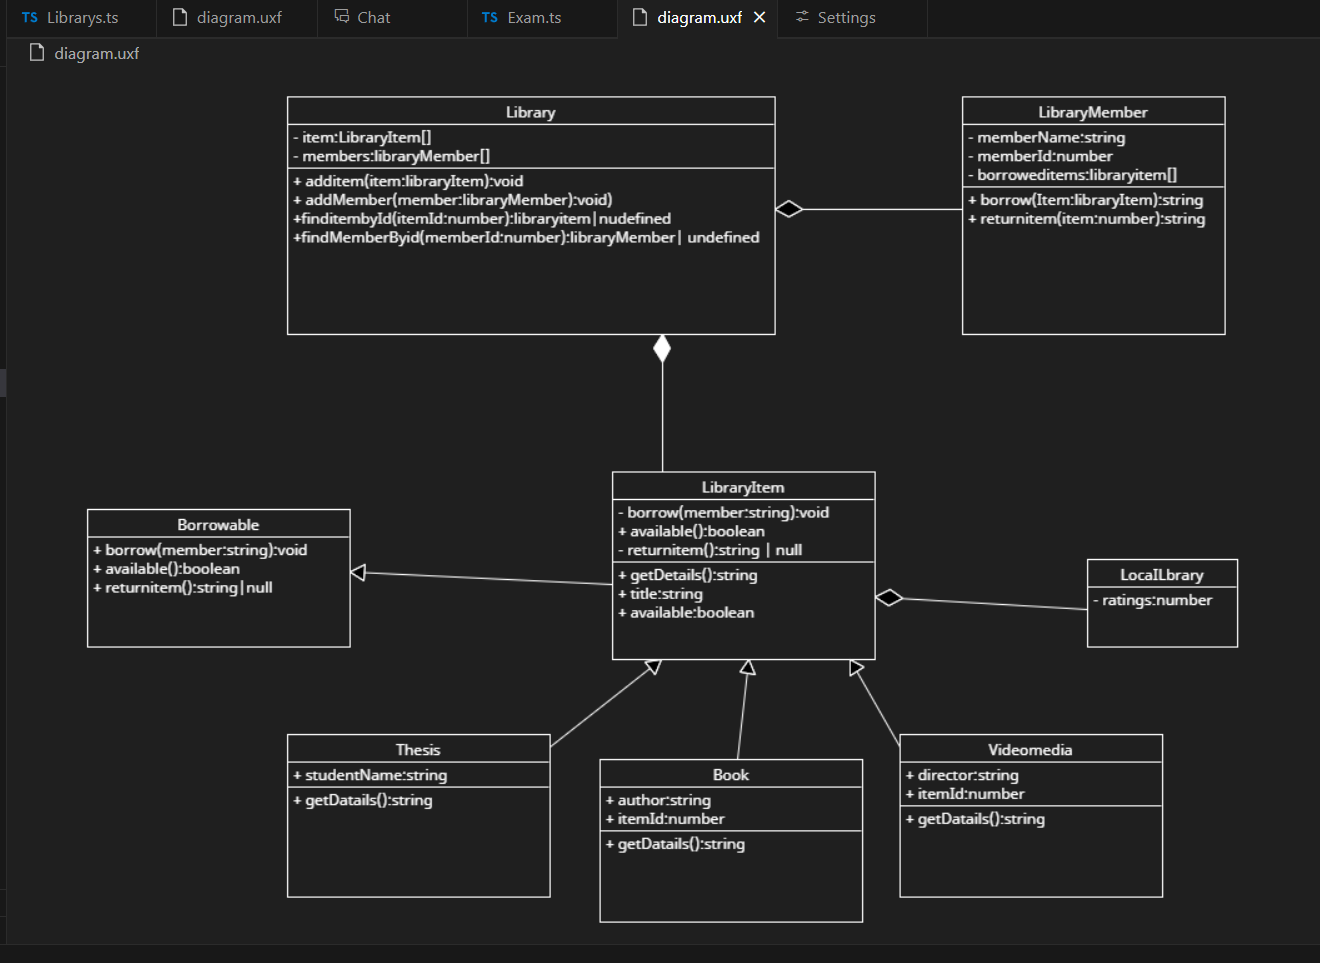 TS Librarys.ts
diagram.uxf
Chat
TS Exam.ts
diagram.uxf
Settings
diagram.uxf
Library
- item:LibraryItem[]
- members:libraryMember[]
+ additem(item:libraryItem):void
+ addMember(member:libraryMember):void)
+finditembyId(itemId:number):libraryitem|nudefined
+findMemberByid(memberId:number):libraryMember| undefined
LibraryMember
- memberName:string
- memberId:number
- borroweditems:libraryitem[]
+ borrow(Item:libraryItem):string
+ returnitem(item:number):string
LibraryItem
- borrow(member:string):void
+ available():boolean
- returnitem():string | null
+ getDetails():string
+ title:string
+ available:boolean
Borrowable
+ borrow(member:string):void
+ available():boolean
+ returnitem():string|null
LocalLbrary
- ratings:number
Thesis
+ studentName:string
+ getDatails():string
Book
+ author:string
+ itemId:number
+ getDatails():string
Videomedia
+ director:string
+ itemId:number
+ getDatails():string